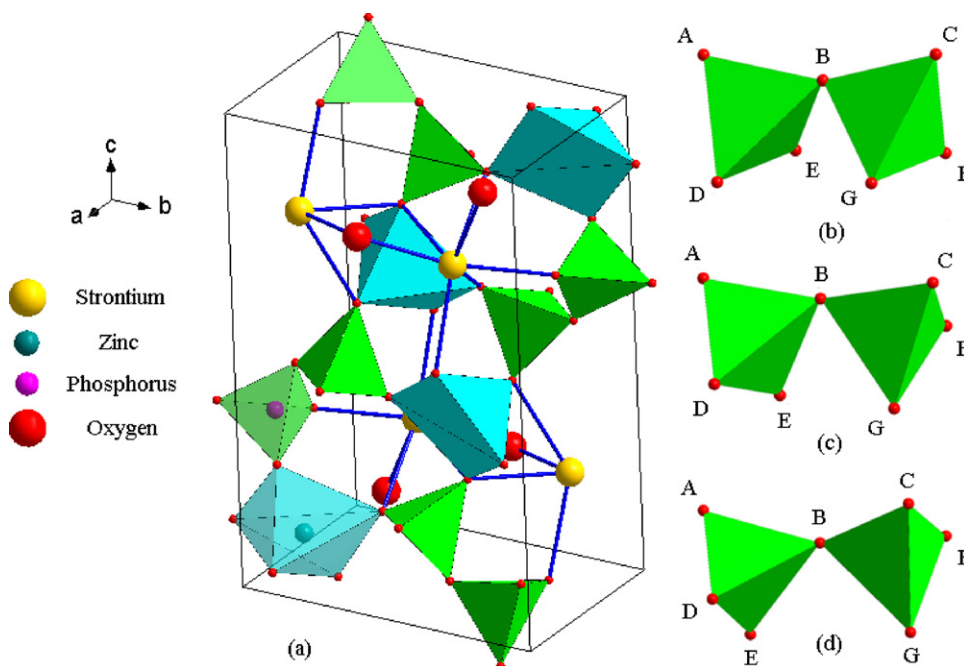 c
a
b
Strontium
Zinc
Phosphorus
Oxygen
(a)
A
B
C
D
E
G
F
(b)
A
B
C
D
E
G
F
(c)
A
B
C
D
E
G
F
(d)